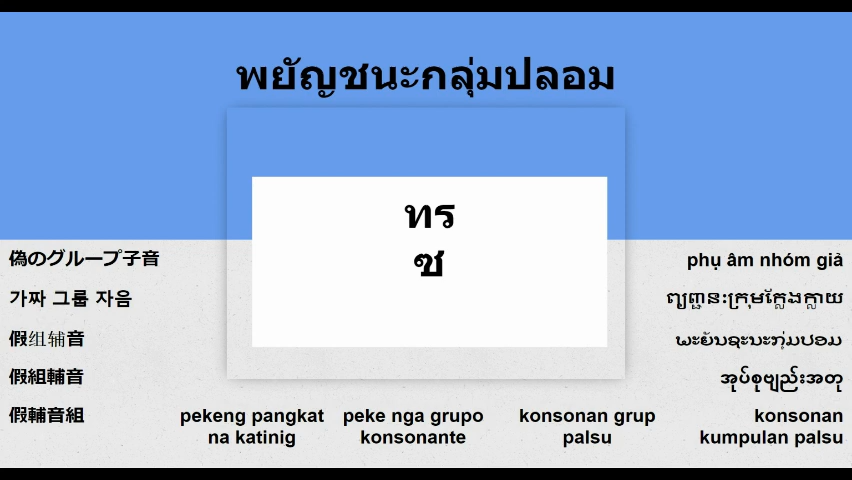 พยัญชนะกลุ่มปลอม
ทร
ซ
偽のグループ子音
가짜 그룹 자음
假组辅音
假組輔音
假輔音組
pekeng pangkat
na katinig
peke nga grupo
konsonante
konsonan grup
palsu
phụ âm nhóm giả
ព្យញ្ជនៈក្រុមក្លែងក្លាយ
ພະຍັນຊະນະກຸ່ມປອມ
အုပ်စုဗျည်းအတု
konsonan
kumpulan palsu